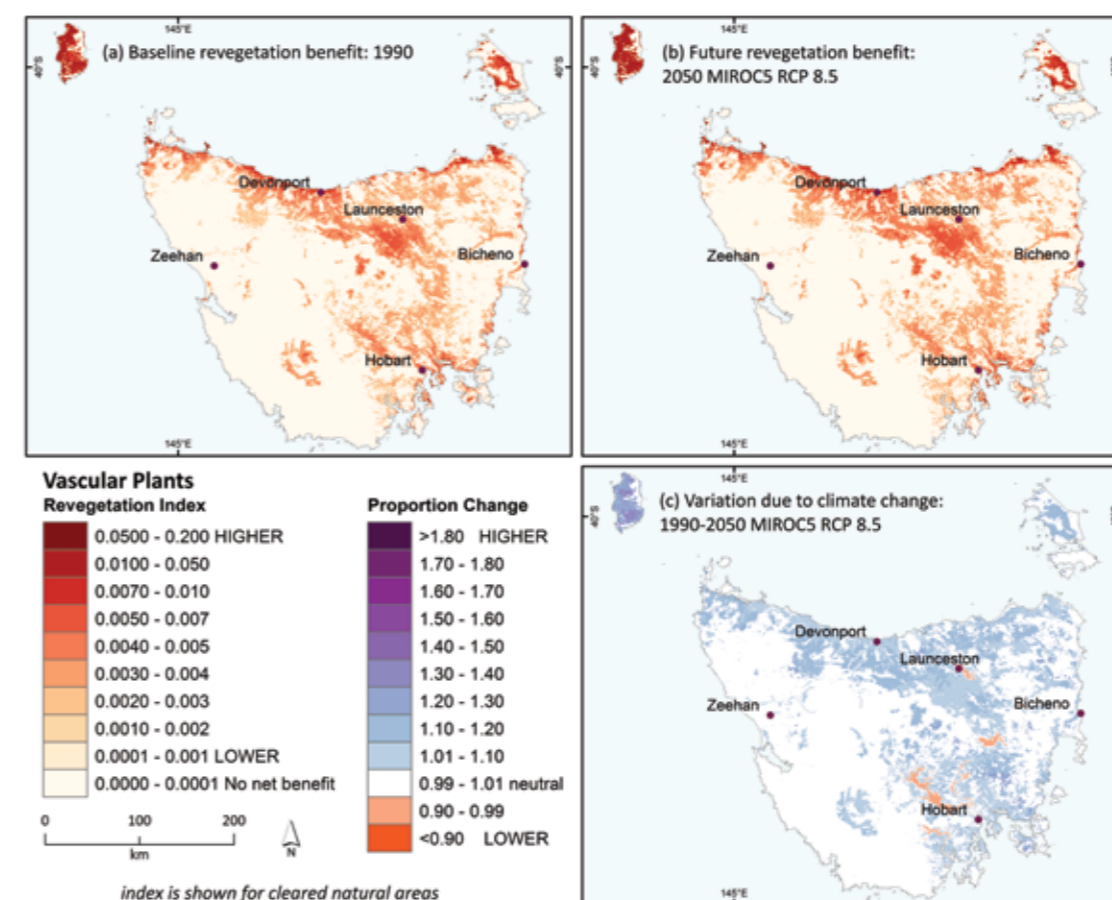 145°E
(a) Baseline revegetation benefit: 1990
40°S
Devonport
Launceston
Zeehan
Bicheno
Hobart
145°E
145°E
(b) Future revegetation benefit:
2050 MIROC5 RCP 8.5
40°S
Devonport
Launceston
Zeehan
Bicheno
Hobart
145°E
Vascular Plants
Revegetation Index
0.0500 - 0.200 HIGHER
0.0100 - 0.050
0.0070 - 0.010
0.0050 - 0.007
0.0040 - 0.005
0.0030 - 0.004
0.0020 - 0.003
0.0010 - 0.002
0.0001 - 0.001 LOWER
0.0000 - 0.0001 No net benefit
0 100 200
km
N
index is shown for cleared natural areas
Proportion Change
>1.80 HIGHER
1.70 - 1.80
1.60 - 1.70
1.50 - 1.60
1.40 - 1.50
1.30 - 1.40
1.20 - 1.30
1.10 - 1.20
1.01 - 1.10
0.99 - 1.01 neutral
0.90 - 0.99
<0.90 LOWER
145°E
(c) Variation due to climate change:
1990-2050 MIROC5 RCP 8.5
40°S
Devonport
Launceston
Zeehan
Bicheno
Hobart
145°E